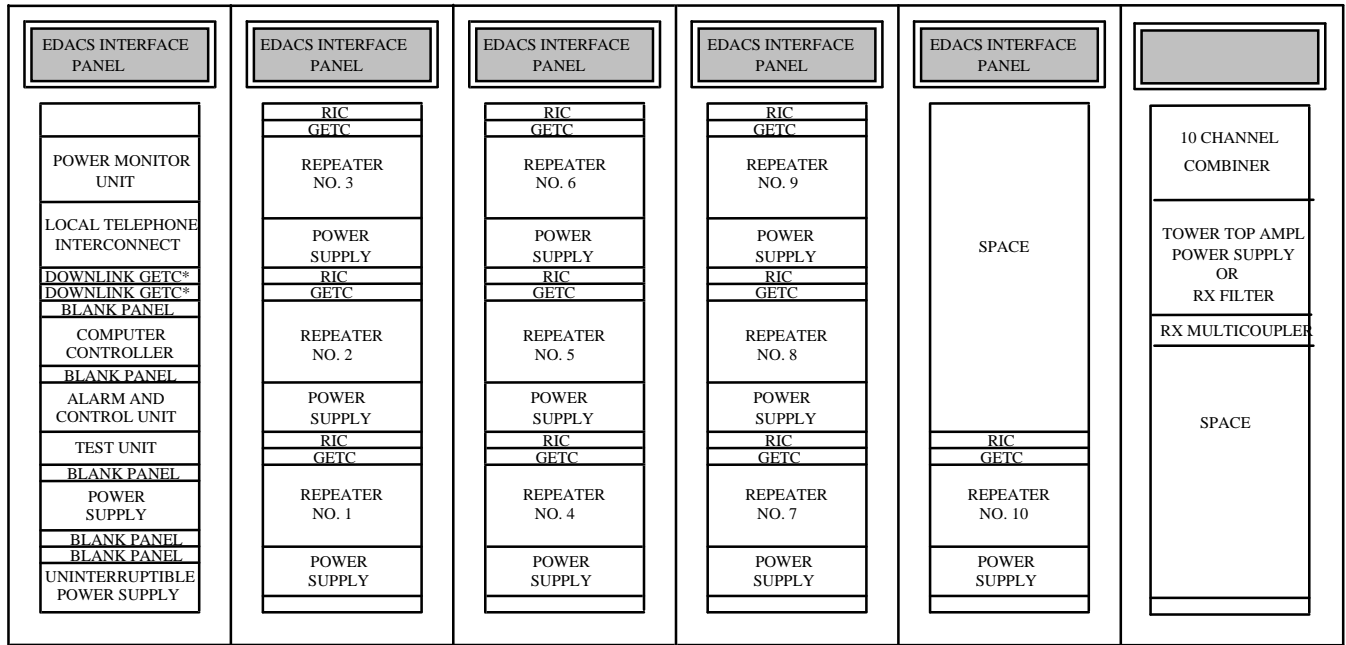 EDACS INTERFACE
PANEL
POWER MONITOR
UNIT
LOCAL TELEPHONE
INTERCONNECT
DOWNLINK GETC*
DOWNLINK GETC*
BLANK PANEL
COMPUTER
CONTROLLER
BLANK PANEL
ALARM AND
CONTROL UNIT
TEST UNIT
BLANK PANEL
POWER
SUPPLY
BLANK PANEL
BLANK PANEL
UNINTERRUPTIBLE
POWER SUPPLY
EDACS INTERFACE
PANEL
RIC
GETC
REPEATER
NO. 3
POWER
SUPPLY
RIC
GETC
REPEATER
NO. 2
POWER
SUPPLY
RIC
GETC
REPEATER
NO. 1
POWER
SUPPLY
EDACS INTERFACE
PANEL
RIC
GETC
REPEATER
NO. 6
POWER
SUPPLY
RIC
GETC
REPEATER
NO. 5
POWER
SUPPLY
RIC
GETC
REPEATER
NO. 4
POWER
SUPPLY
EDACS INTERFACE
PANEL
RIC
GETC
REPEATER
NO. 9
POWER
SUPPLY
RIC
GETC
REPEATER
NO. 8
POWER
SUPPLY
RIC
GETC
REPEATER
NO. 7
POWER
SUPPLY
EDACS INTERFACE
PANEL
SPACE
RIC
GETC
REPEATER
NO. 10
POWER
SUPPLY
10 CHANNEL
COMBINER
TOWER TOP AMPL
POWER SUPPLY
OR
RX FILTER
RX MULTICOUPLER
SPACE